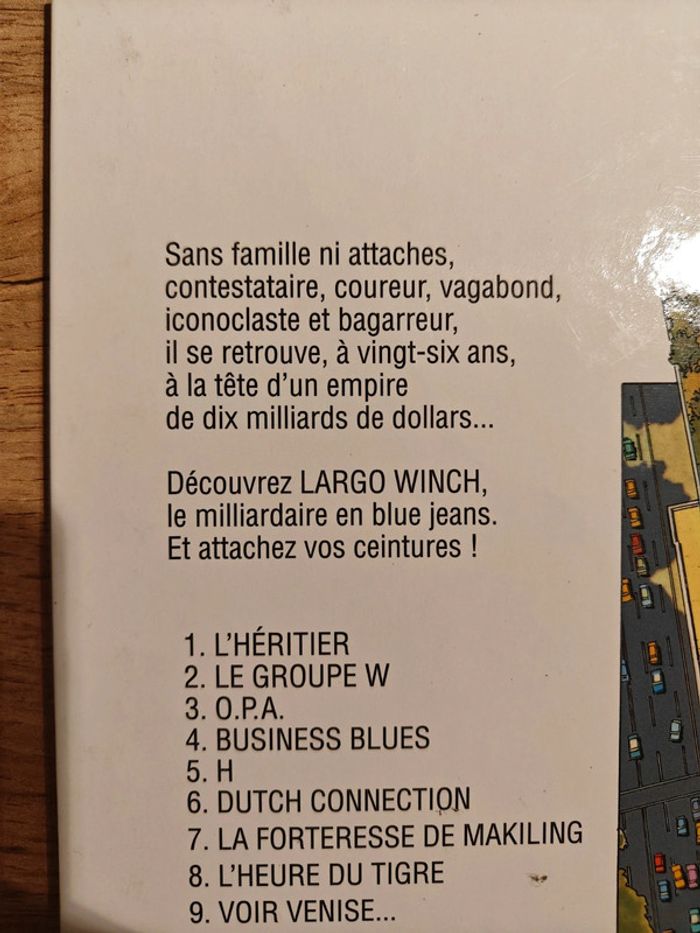 Sans famille ni attaches,
contestataire, coureur, vagabond,
iconoclaste et bagarreur,
il se retrouve, à vingt-six ans,
à la tête d'un empire
de dix milliards de dollars...
Découvrez LARGO WINCH,
le milliardaire en blue jeans.
Et attachez vos ceintures !
1. L'HÉRITIER
2. LE GROUPE W
3. O.P.A.
4. BUSINESS BLUES
5. H
6. DUTCH CONNECTION
7. LA FORTERESSE DE MAKILING
8. L'HEURE DU TIGRE
9. VOIR VENISE...